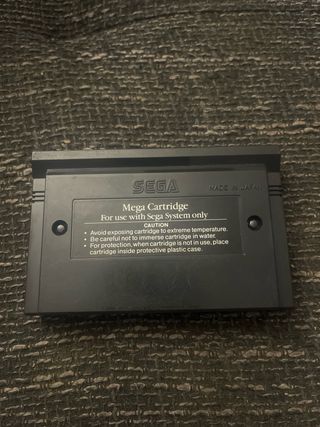 SEGA
MADE IN JAPAN
Mega Cartridge
For use with Sega System only
CAUTION
• Avoid exposing cartridge to extreme temperature.
• Be careful not to immerse cartridge in water.
• For protection, when cartridge is not in use, place
cartridge inside protective plastic case.